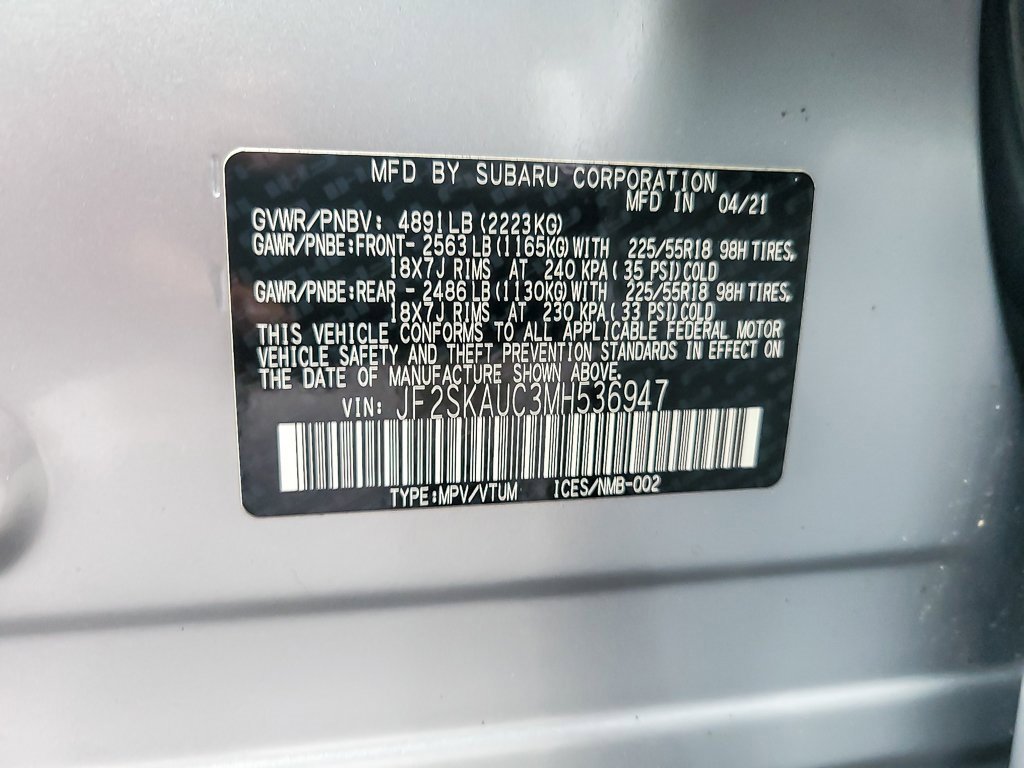 MFD BY SUBARU CORPORATION
MFD IN 04/21
GVWR/PNBV: 4891LB(2223KG)
GAWR/PNBE:FRONT- 2563LB(1165KG)WITH 225/55R18 98H TIRES,
18X7J RIMS AT 240 KPA( 35 PSI)COLD
GAWR/PNBE:REAR - 2486LB(1130KG)WITH 225/55R18 98H TIRES,
18X7J RIMS AT 230 KPA( 33 PSI)COLD
THIS VEHICLE CONFORMS TO ALL APPLICABLE FEDERAL MOTOR
VEHICLE SAFETY AND THEFT PREVENTION STANDARDS IN EFFECT ON
THE DATE OF MANUFACTURE SHOWN ABOVE.
VIN: JF2SKAUC3MH536947
TYPE:MPV/VTUM ICES/NMB-002